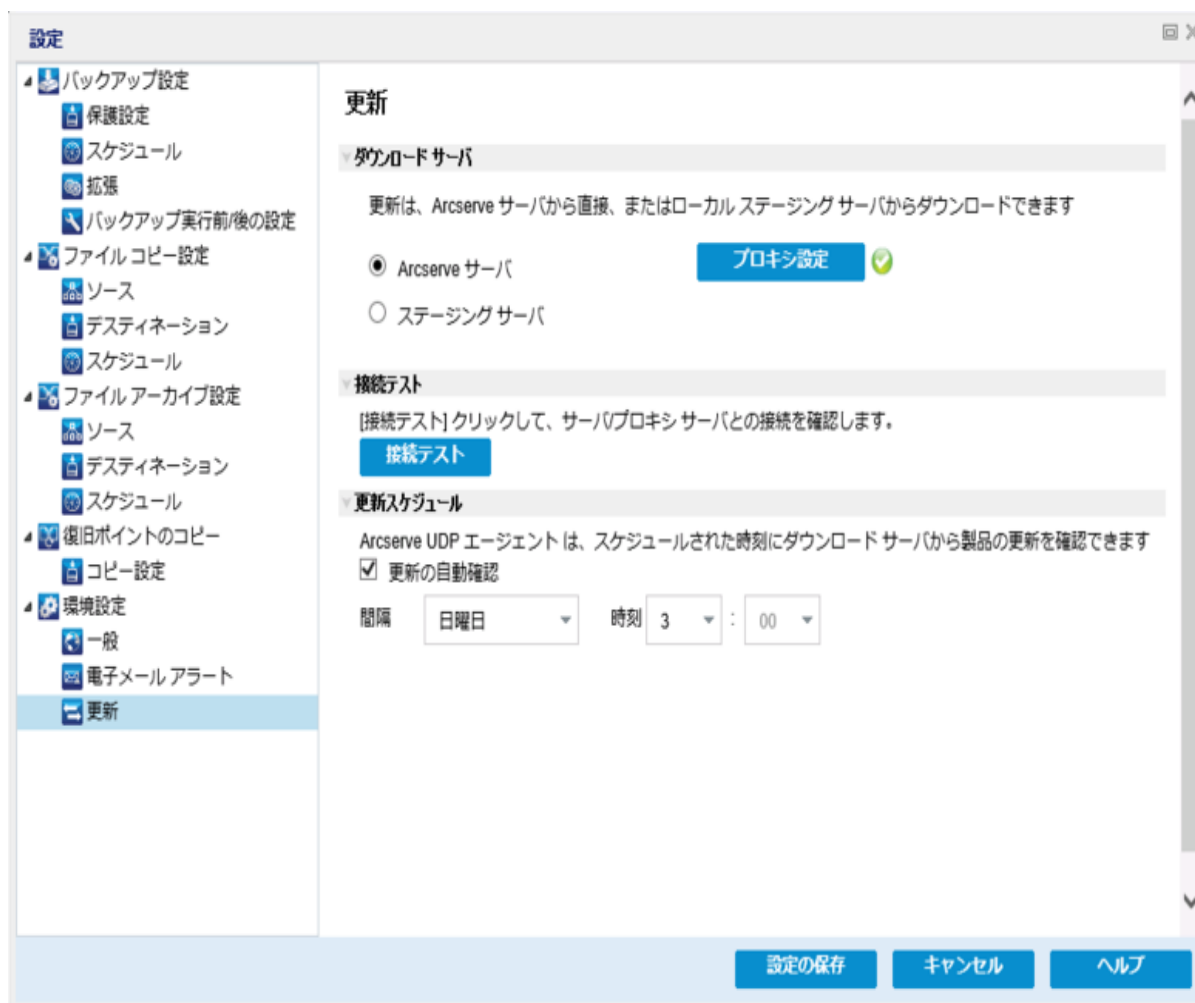 設定
バックアップ設定
保護設定
スケジュール
拡張
バックアップ実行前/後の設定
ファイル コピー設定
ソース
デスティネーション
スケジュール
ファイル アーカイブ設定
ソース
デスティネーション
スケジュール
復旧ポイントのコピー
コピー設定
環境設定
一般
電子メール アラート
更新
更新
ダウンロード サーバ
更新は、Arcserve サーバから直接、またはローカル ステージング サーバからダウンロードできます
Arcserve サーバ
プロキシ設定
ステージング サーバ
接続テスト
[接続テスト] クリックして、サーバ/プロキシ サーバとの接続を確認します。
接続テスト
更新スケジュール
Arcserve UDP エージェント は、スケジュールされた時刻にダウンロード サーバから製品の更新を確認できます
更新の自動確認
間隔 日曜日 時刻 3 : 00
設定の保存 キャンセル ヘルプ